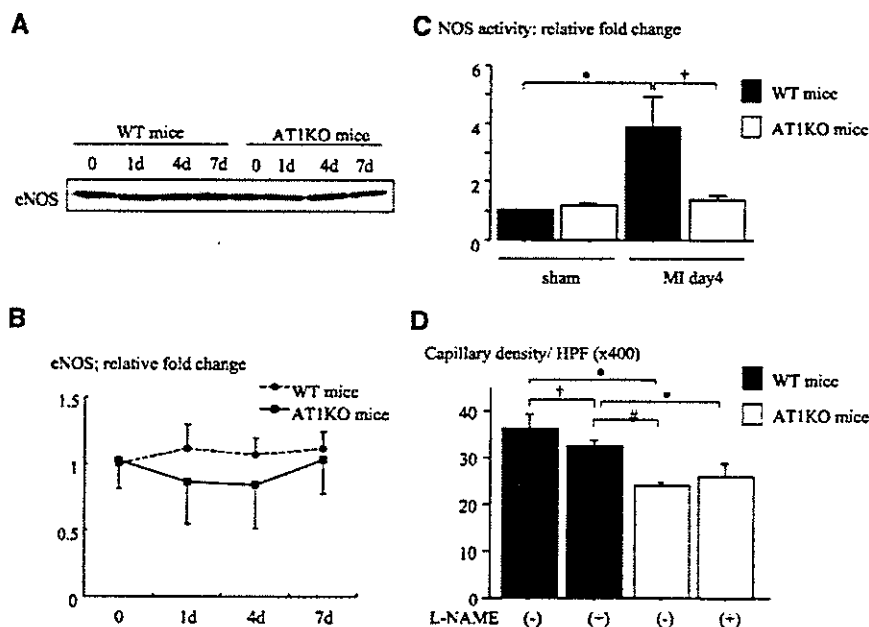 A
WT mice AT1KO mice
0 1d 4d 7d 0 1d 4d 7d
eNOS
B
eNOS; relative fold change
WT mice
AT1KO mice
1.5
1
0.5
0
0 1d 4d 7d
C NOS activity: relative fold change
6
4
2
0
* †
WT mice
AT1KO mice
sham MI day4
D
Capillary density/ HPF (x400)
40
30
20
10
0
*
† *
#
WT mice
AT1KO mice
L-NAME (-) (+) (-) (+)